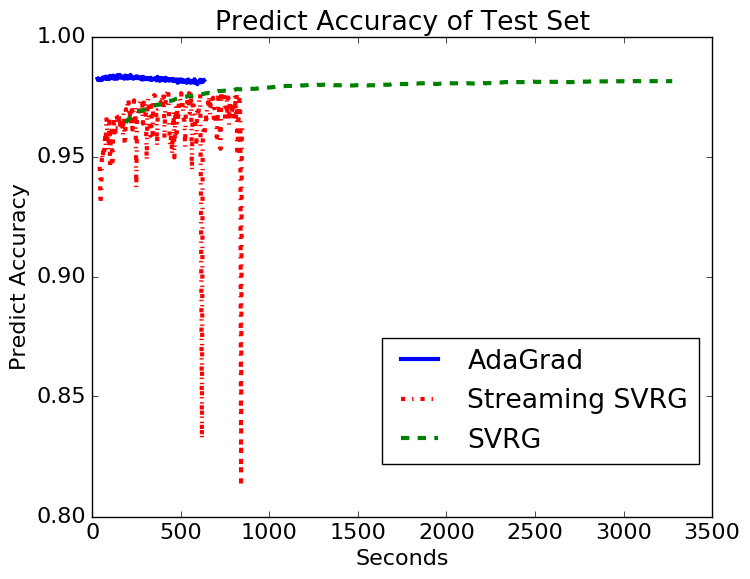 Predict Accuracy of Test Set
1.00
0.95
0.90
0.85
0.80
Predict Accuracy
AdaGrad
Streaming SVRG
SVRG
0 500 1000 1500 2000 2500 3000 3500
Seconds